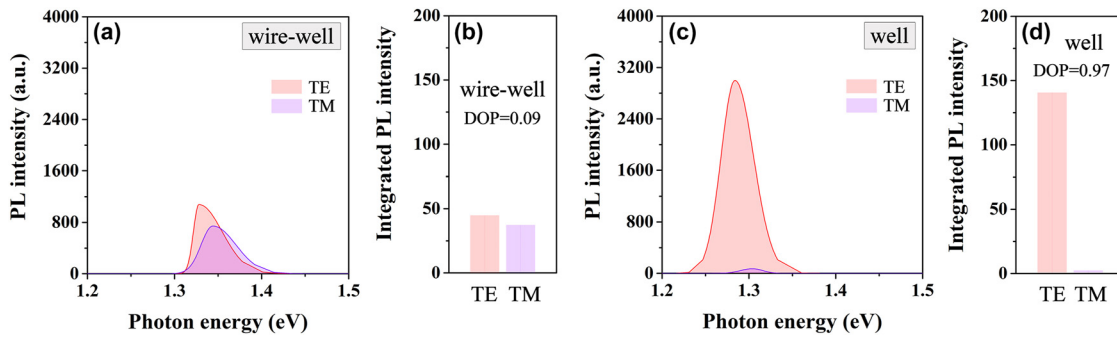 (a)
wire-well
PL intensity (a.u.)
4000
3200
2400
1600
800
0
TE
TM
1.2
1.3
1.4
1.5
Photon energy (eV)
(b)
Integrated PL intensity
200
150
100
50
0
wire-well
DOP=0.09
TE
TM
(c)
well
PL intensity (a.u.)
4000
3200
2400
1600
800
0
TE
TM
1.2
1.3
1.4
1.5
Photon energy (eV)
(d)
Integrated PL intensity
200
150
100
50
0
well
DOP=0.97
TE
TM